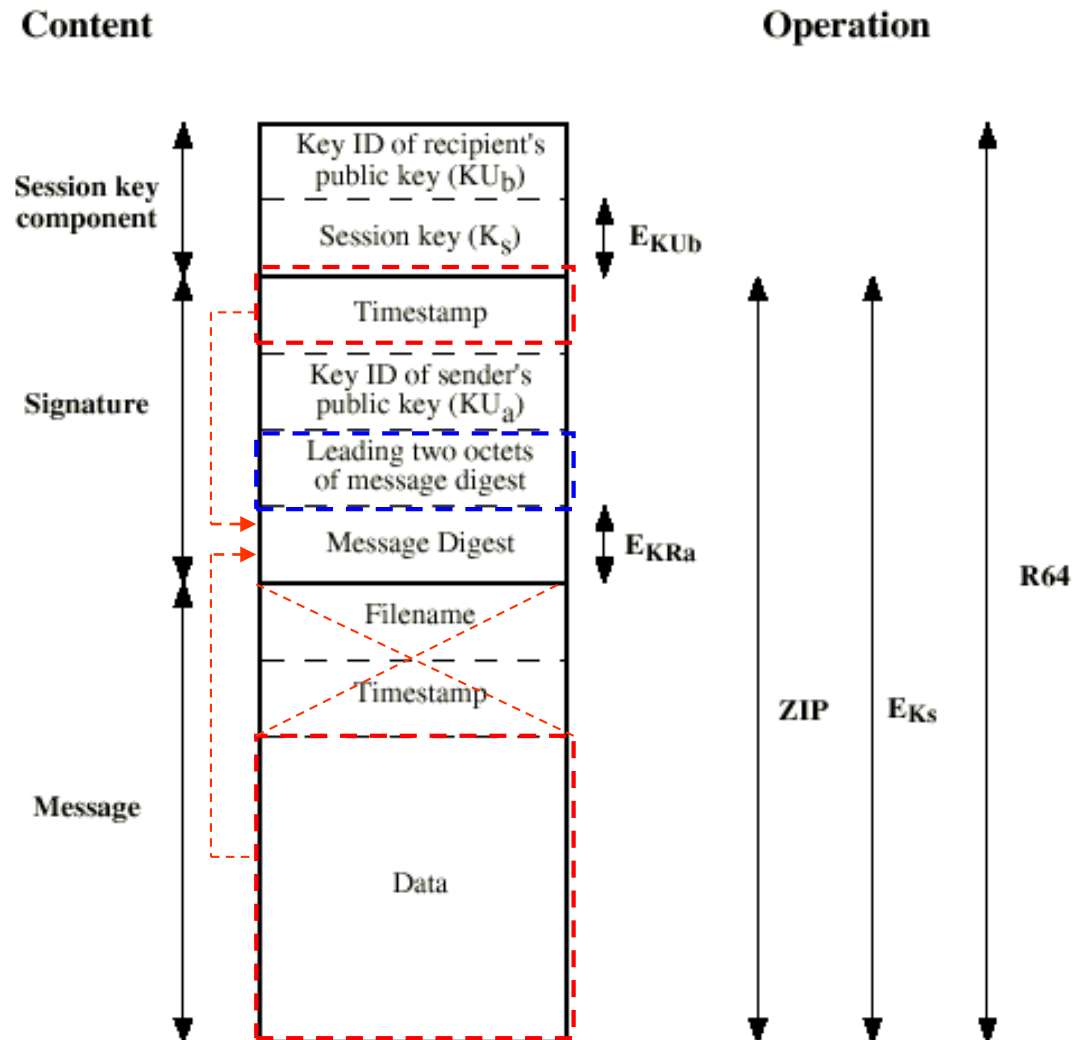 Content
Operation
Key ID of recipient's
public key (KUb)
Session key
component
Session key (Ks)
EKUb
Timestamp
Key ID of sender's
public key (KUa)
Signature
Leading two octets
of message digest
Message Digest
EKRa
R64
Filename
Timestamp
ZIP
EKs
Message
Data